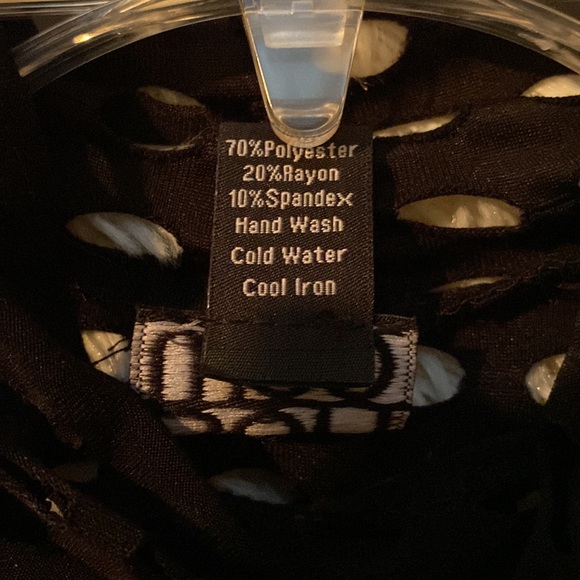 70%Polyester
20%Rayon
10%Spandex
Hand Wash
Cold Water
Cool Iron